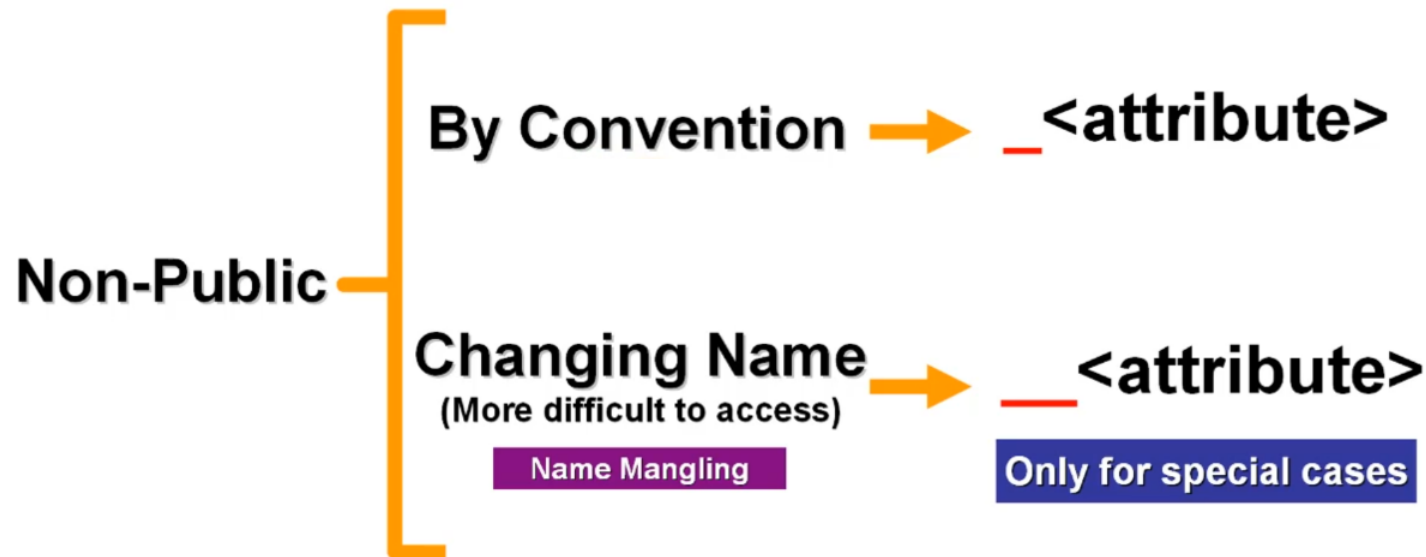 By Convention
_<attribute>
Non-Public
Changing Name
(More difficult to access)
__<attribute>
Name Mangling
Only for special cases